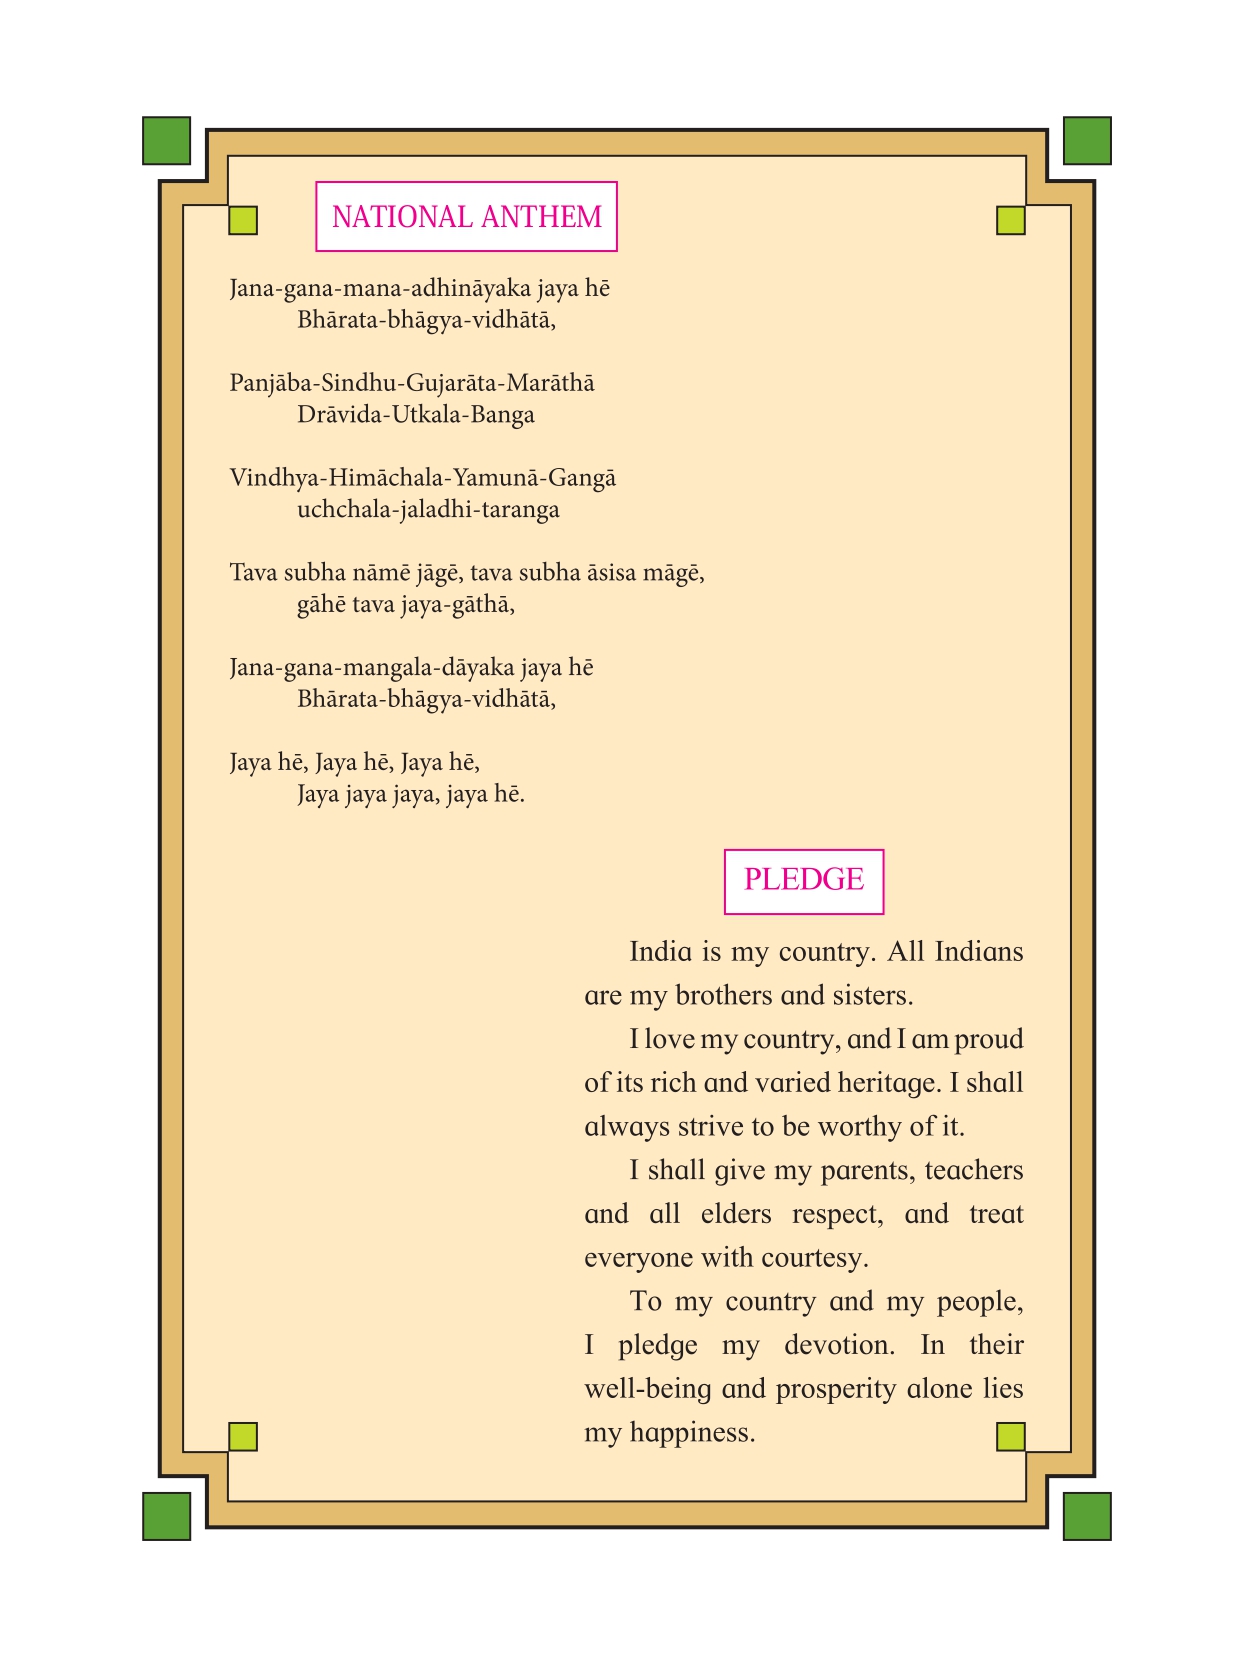 NATIONAL ANTHEM
Jana-gana-mana-adhināyaka jaya hē
Bhārata-bhāgya-vidhātā,
Panjāba-Sindhu-Gujarāta-Marāthā
Drāvida-Utkala-Banga
Vindhya-Himāchala-Yamunā-Gangā
uchchala-jaladhi-taranga
Tava subha nāmē jāgē, tava subha āsisa māgē,
gāhē tava jaya-gāthā,
Jana-gana-mangala-dāyaka jaya hē
Bhārata-bhāgya-vidhātā,
Jaya hē, Jaya hē, Jaya hē,
Jaya jaya jaya, jaya hē.
PLEDGE
India is my country. All Indians
are my brothers and sisters.
I love my country, and I am proud
of its rich and varied heritage. I shall
always strive to be worthy of it.
I shall give my parents, teachers
and all elders respect, and treat
everyone with courtesy.
To my country and my people,
I pledge my devotion. In their
well-being and prosperity alone lies
my happiness.